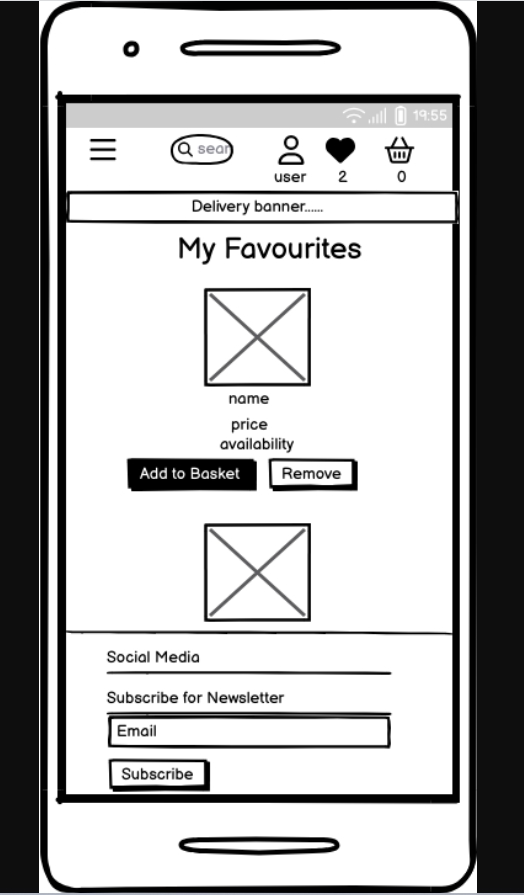 19:55
sear
user 2 0
Delivery banner......
My Favourites
name
price
availability
Add to Basket Remove
Social Media
Subscribe for Newsletter
Email
Subscribe